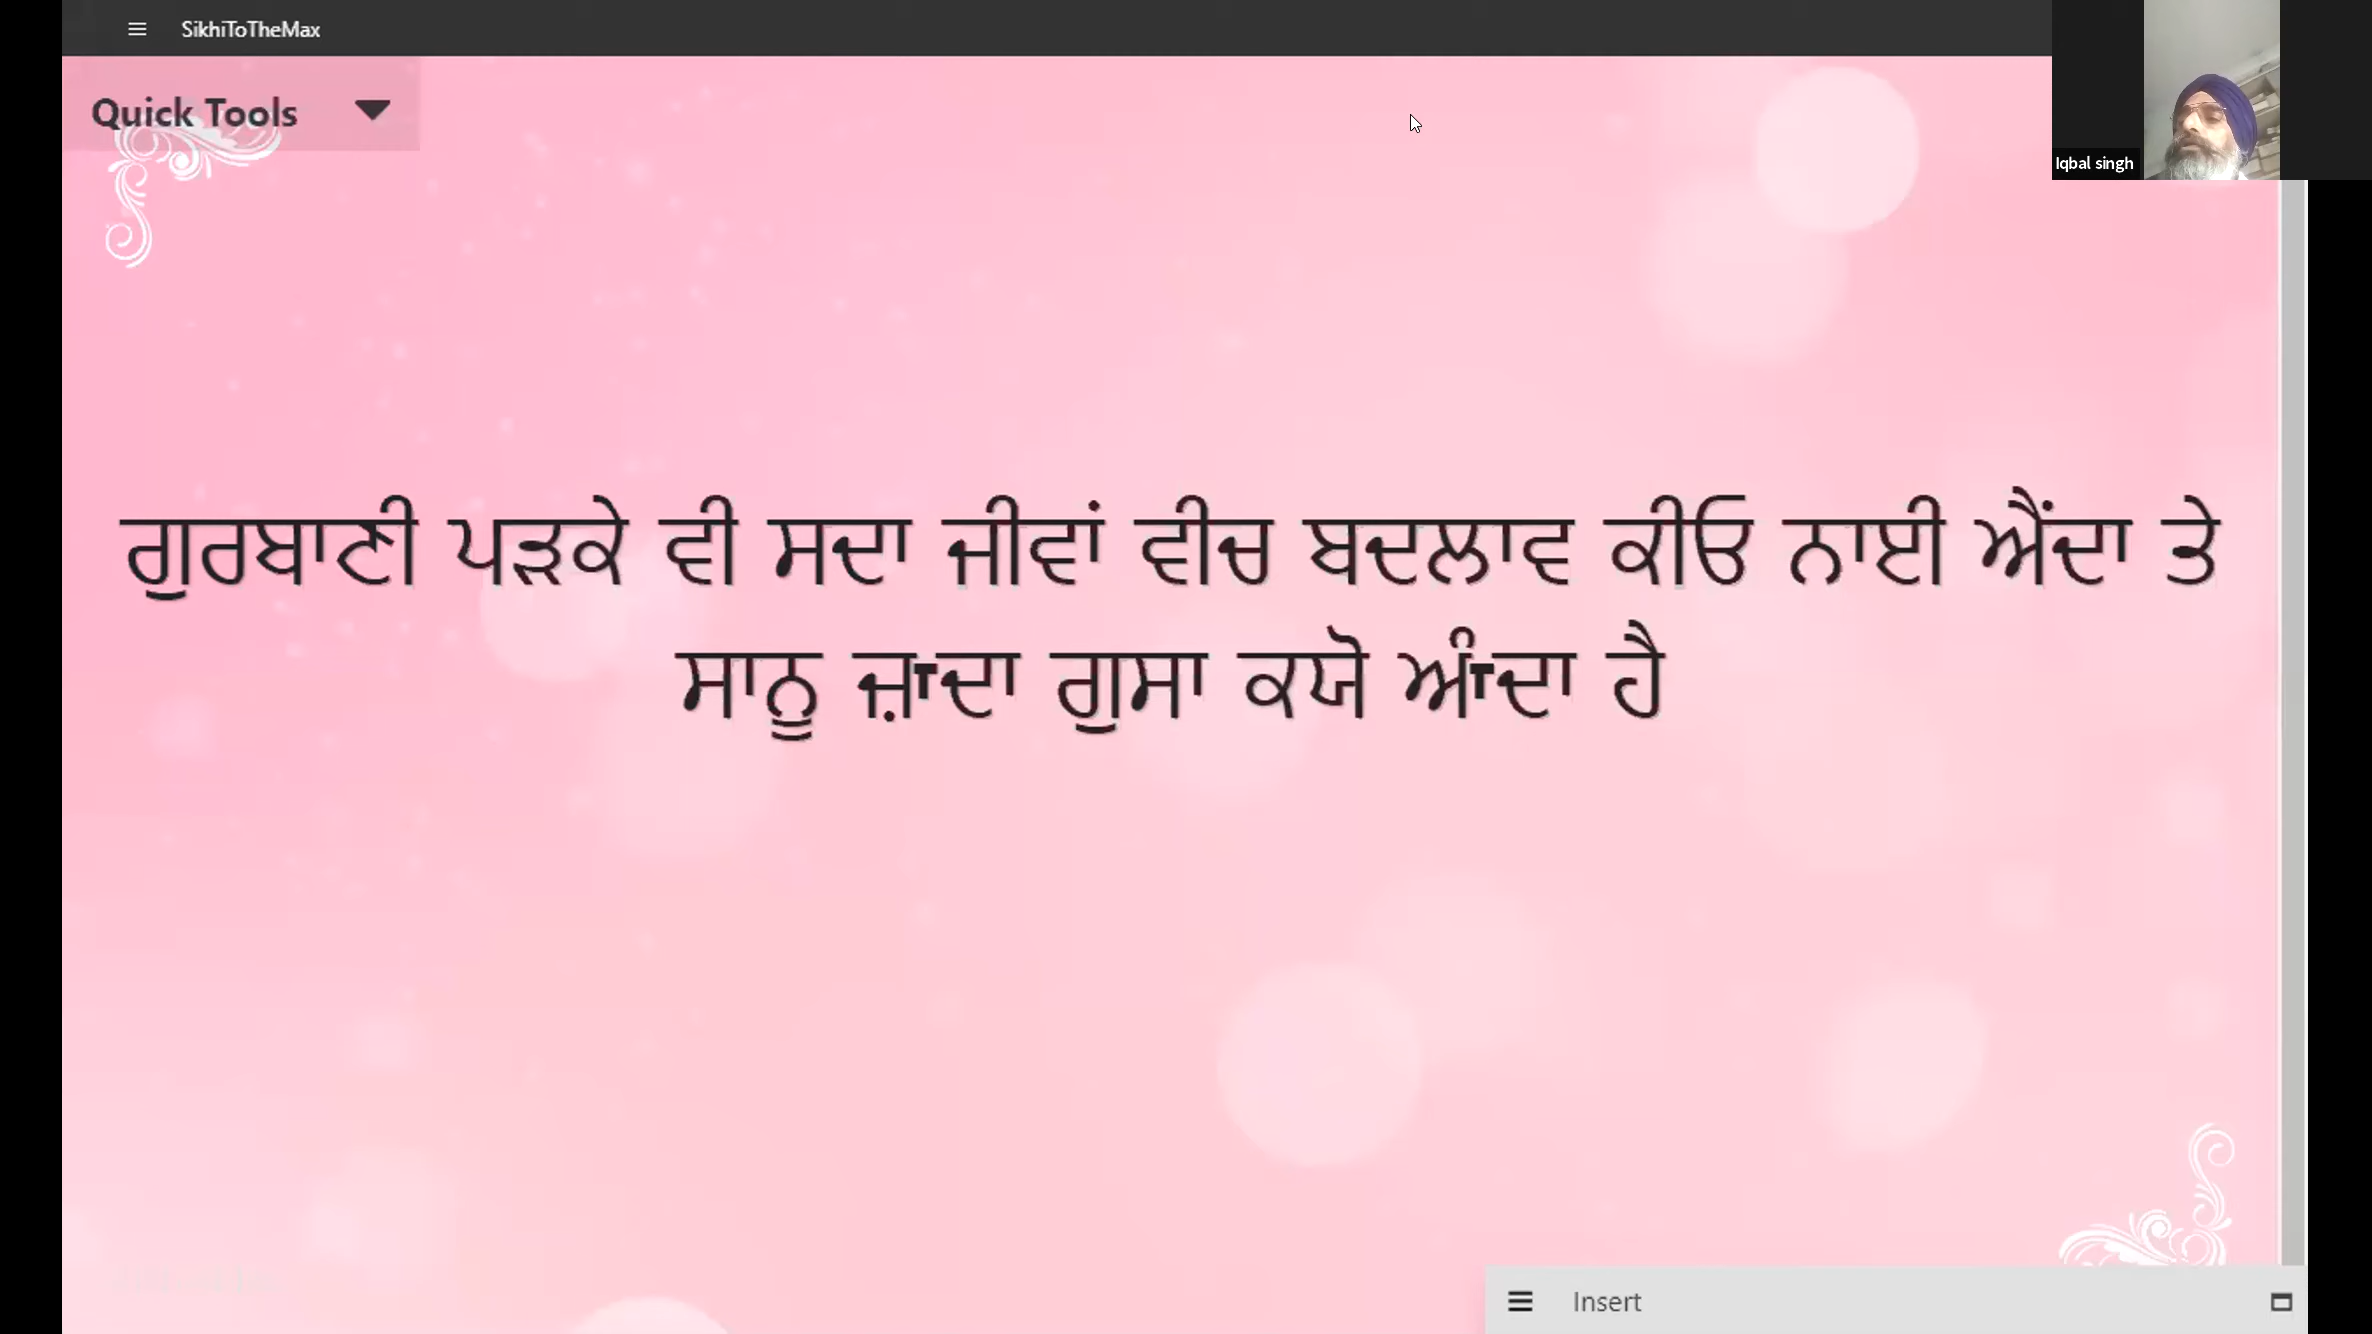 SikhiToTheMax
Quick Tools
Iqbal singh
ਗੁਰਬਾਣੀ ਪੜਕੇ ਵੀ ਸਦਾ ਜੀਵਾਂ ਵੀਚ ਬਦਲਾਵ ਕੀਓ ਨਾਈ ਐਂਦਾ ਤੇ
ਸਾਨੁ ਜ਼ਾਦਾ ਗੁਸਾ ਕਯੋ ਅੰਾਦਾ ਹੈ
Insert